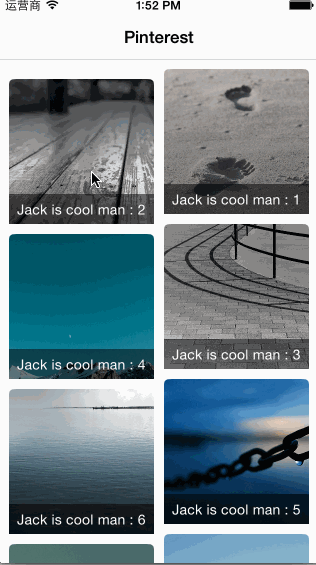 运营商 1:52 PM
Pinterest
Jack is cool man : 2
Jack is cool man : 1
Jack is cool man : 4
Jack is cool man : 3
Jack is cool man : 6
Jack is cool man : 5